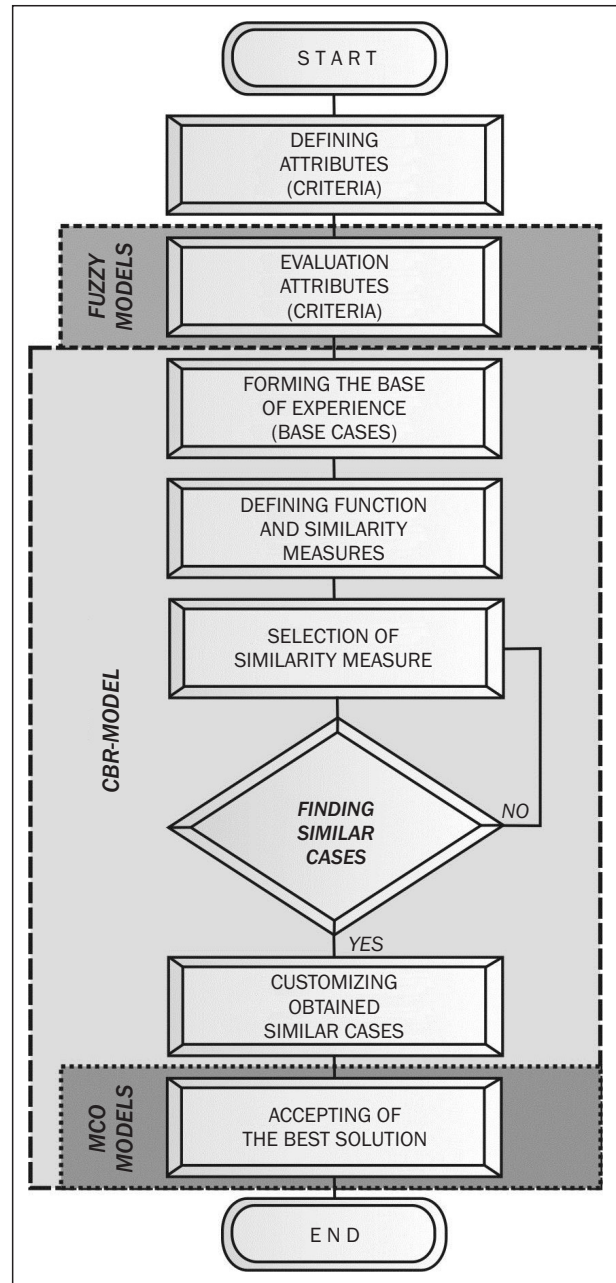 S T A R T
DEFINING
ATTRIBUTES
(CRITERIA)
FUZZY
MODELS
EVALUATION
ATTRIBUTES
(CRITERIA)
FORMING THE BASE
OF EXPERIENCE
(BASE CASES)
DEFINING FUNCTION
AND SIMILARITY
MEASURES
SELECTION OF
SIMILARITY MEASURE
CBR-MODEL
FINDING
SIMILAR
CASES
NO
YES
CUSTOMIZING
OBTAINED
SIMILAR CASES
MCO
MODELS
ACCEPTING OF
THE BEST SOLUTION
E N D